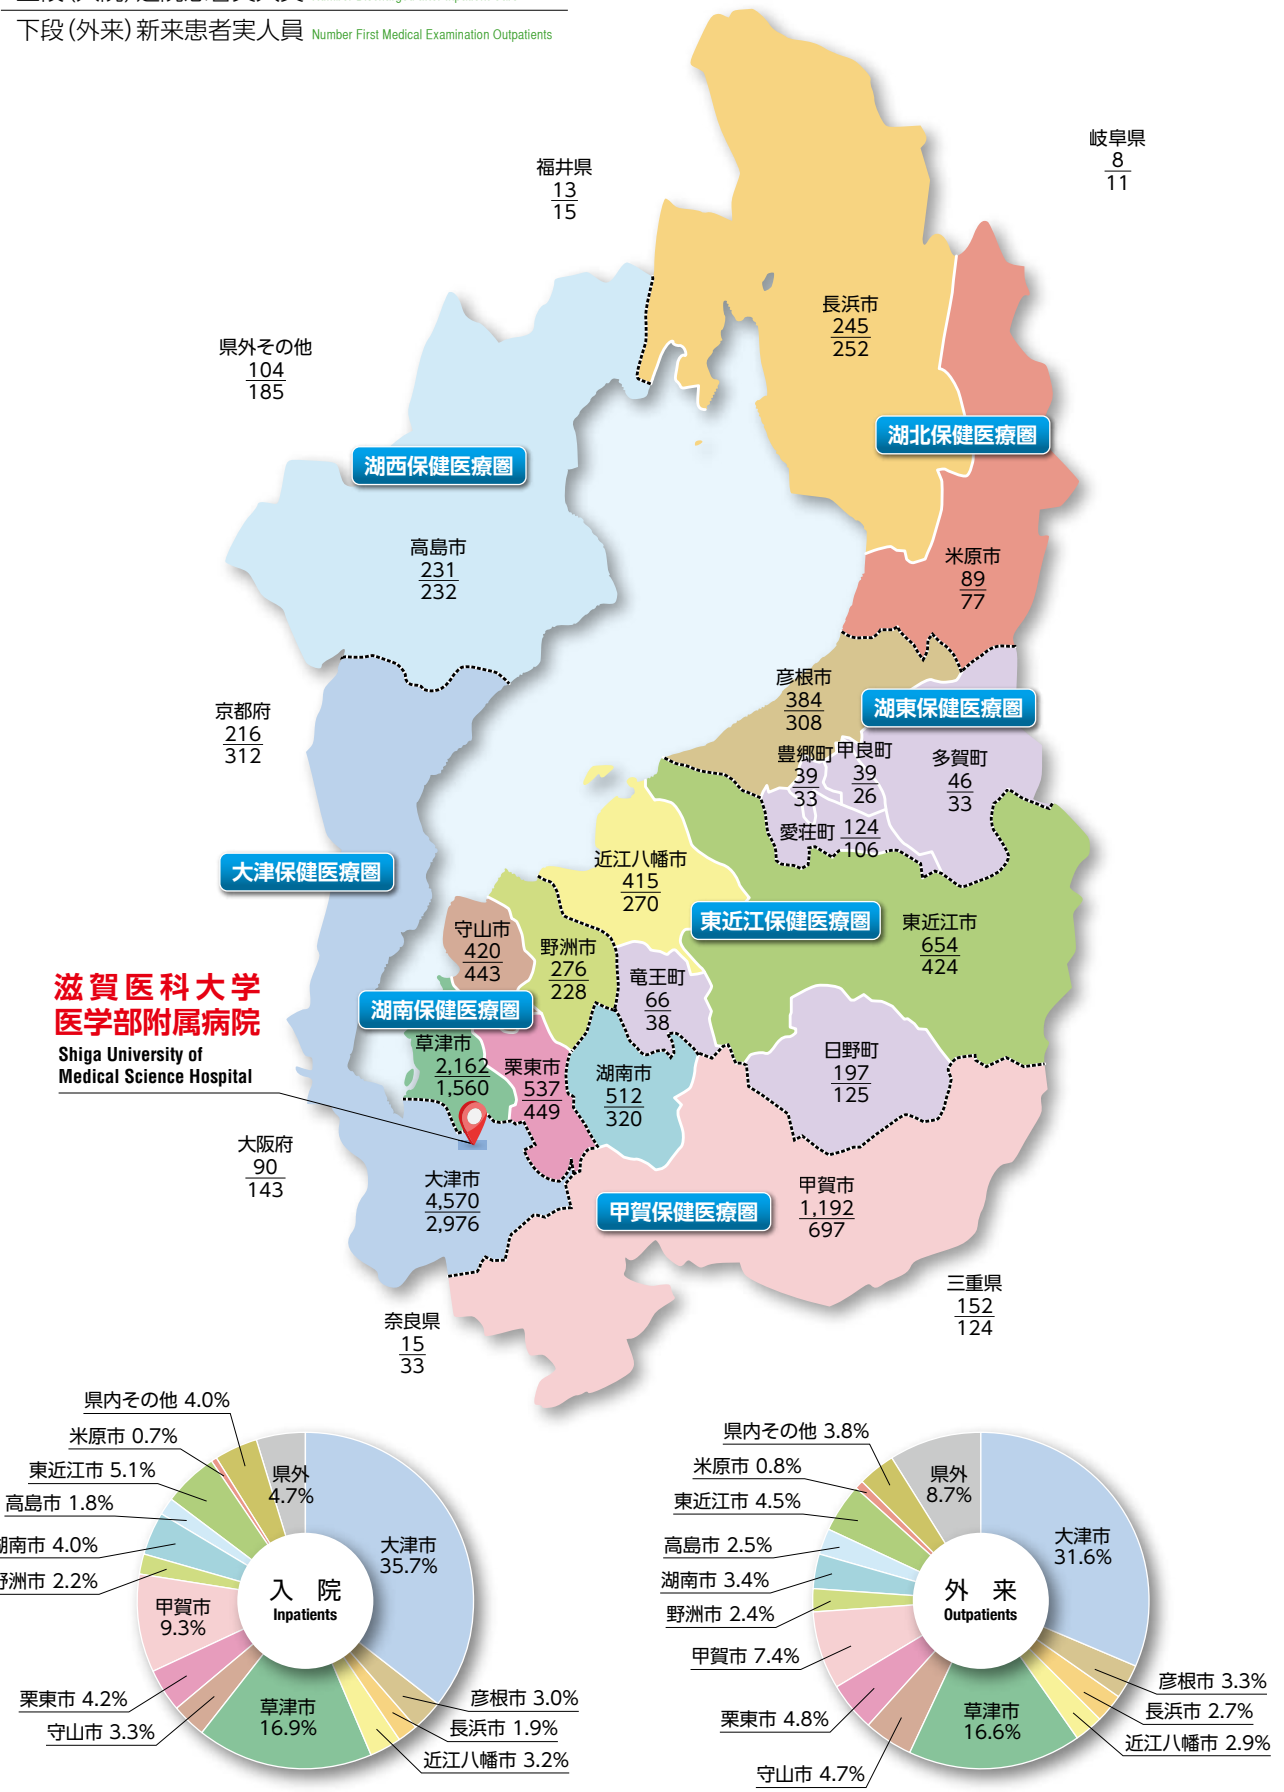 下段(外来)新来患者実人員 Number First Medical Examination Outpatients
岐阜県
8
11
福井県
13
15
長浜市
245
252
県外その他
104
185
湖北保健医療圏
湖西保健医療圏
高島市
231
232
米原市
89
77
彦根市
384
308
湖東保健医療圏
京都府
216
312
豊郷町
39
33
甲良町
39
26
多賀町
46
33
愛荘町
124
106
大津保健医療圏
近江八幡市
415
270
東近江保健医療圏
東近江市
654
424
守山市
420
443
野洲市
276
228
竜王町
66
38
滋賀医科大学
医学部附属病院
Shiga University of
Medical Science Hospital
湖南保健医療圏
草津市
2,162
1,560
栗東市
537
449
湖南市
512
320
日野町
197
125
大阪府
90
143
大津市
4,570
2,976
甲賀保健医療圏
甲賀市
1,192
697
三重県
152
124
奈良県
15
33
県内その他 4.0%
米原市 0.7%
東近江市 5.1%
高島市 1.8%
湖南市 4.0%
野洲市 2.2%
甲賀市
9.3%
栗東市 4.2%
守山市 3.3%
草津市
16.9%
近江八幡市 3.2%
長浜市 1.9%
彦根市 3.0%
大津市
35.7%
県外
4.7%
入 院
Inpatients
県内その他 3.8%
米原市 0.8%
東近江市 4.5%
高島市 2.5%
湖南市 3.4%
野洲市 2.4%
甲賀市 7.4%
栗東市 4.8%
守山市 4.7%
草津市
16.6%
近江八幡市 2.9%
長浜市 2.7%
彦根市 3.3%
大津市
31.6%
県外
8.7%
外 来
Outpatients